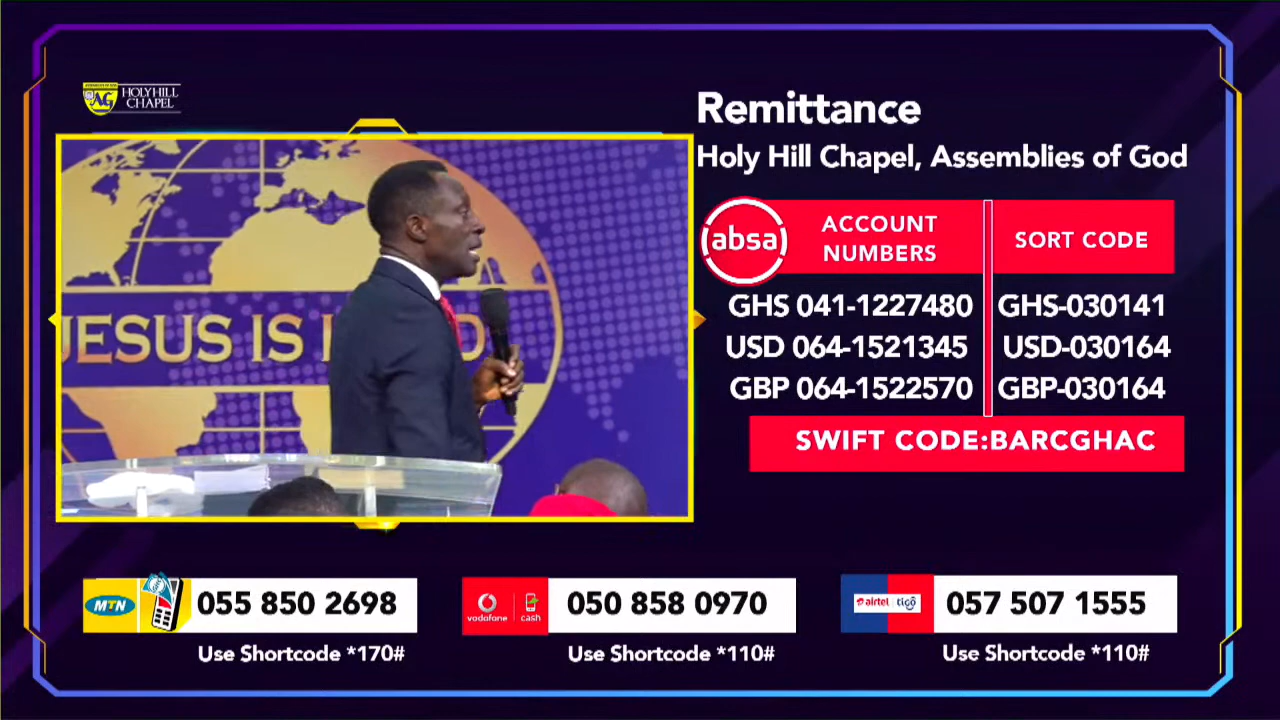 HOLYHILL
CHAPEL
AG
Remittance
Holy Hill Chapel, Assemblies of God
absa
ACCOUNT
NUMBERS
SORT CODE
GHS 041-1227480
GHS-030141
USD 064-1521345
USD-030164
GBP 064-1522570
GBP-030164
SWIFT CODE:BARCGHAC
JESUS IS
MTN
055 850 2698
Use Shortcode *170#
vodafone
cash
050 858 0970
Use Shortcode *110#
airtel tigo
057 507 1555
Use Shortcode *110#